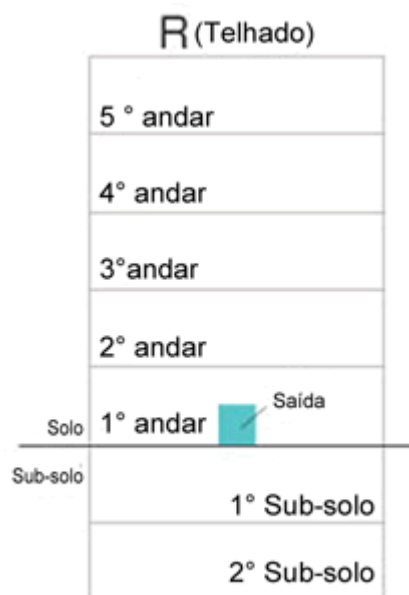 R (Telhado)
5 ° andar
4° andar
3°andar
2° andar
Saída
1° andar
Solo
Sub-solo
1° Sub-solo
2° Sub-solo